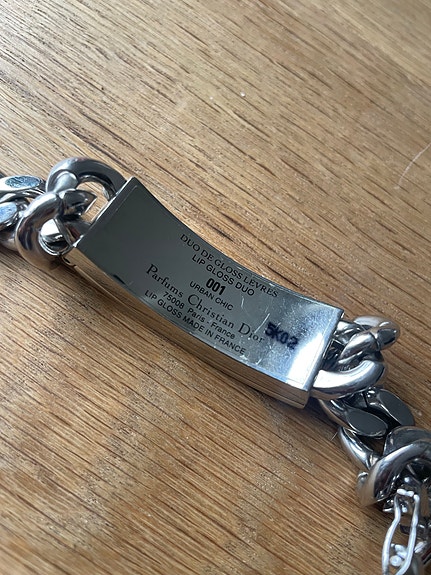 DUO DE GLOSS LEVRES
LIP GLOSS DUO
001
URBAN CHIC
Parfums Christian Dior
75008 Paris - France
LIP GLOSS MADE IN FRANCE
5K02